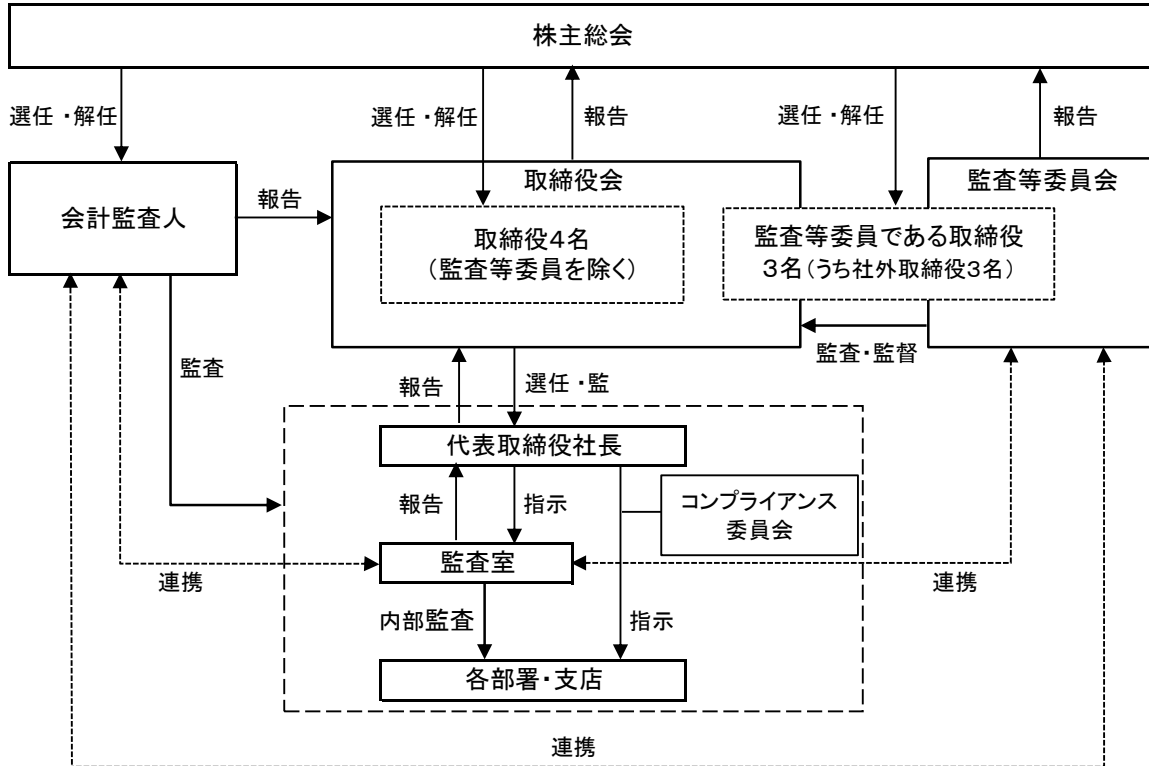 株主総会
選任・解任
選任・解任
報告
選任・解任
報告
会計監査人
報告
取締役会
取締役4名
(監査等委員を除く)
監査等委員会
監査等委員である取締役
3名(うち社外取締役3名)
監査・監督
監査
報告
選任・監
代表取締役社長
報告
指示
コンプライアンス
委員会
監査室
連携
連携
内部監査
指示
各部署・支店
連携